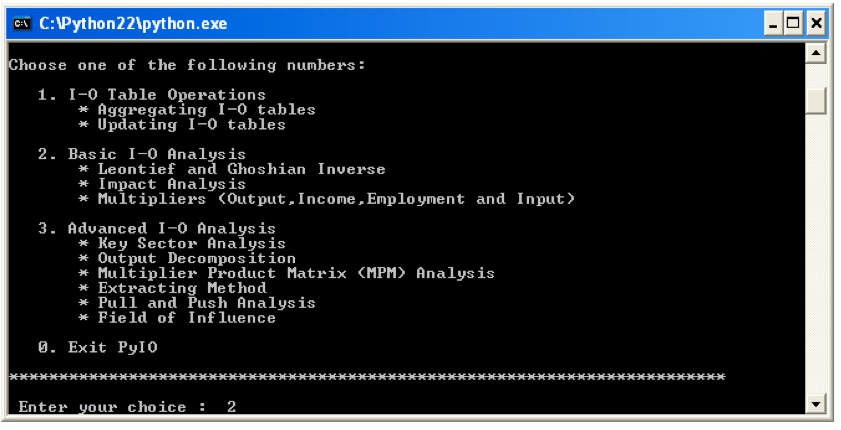 C:\Python22\python.exe
Choose one of the following numbers:
1. I-O Table Operations
* Aggregating I-O tables
* Updating I-O tables
2. Basic I-O Analysis
* Leontief and Ghoshian Inverse
* Impact Analysis
* Multipliers (Output,Income,Employment and Input)
3. Advanced I-O Analysis
* Key Sector Analysis
* Output Decomposition
* Multiplier Product Matrix (MPM) Analysis
* Extracting Method
* Pull and Push Analysis
* Field of Influence
0. Exit PyIO
************************************************************************
Enter your choice :  2